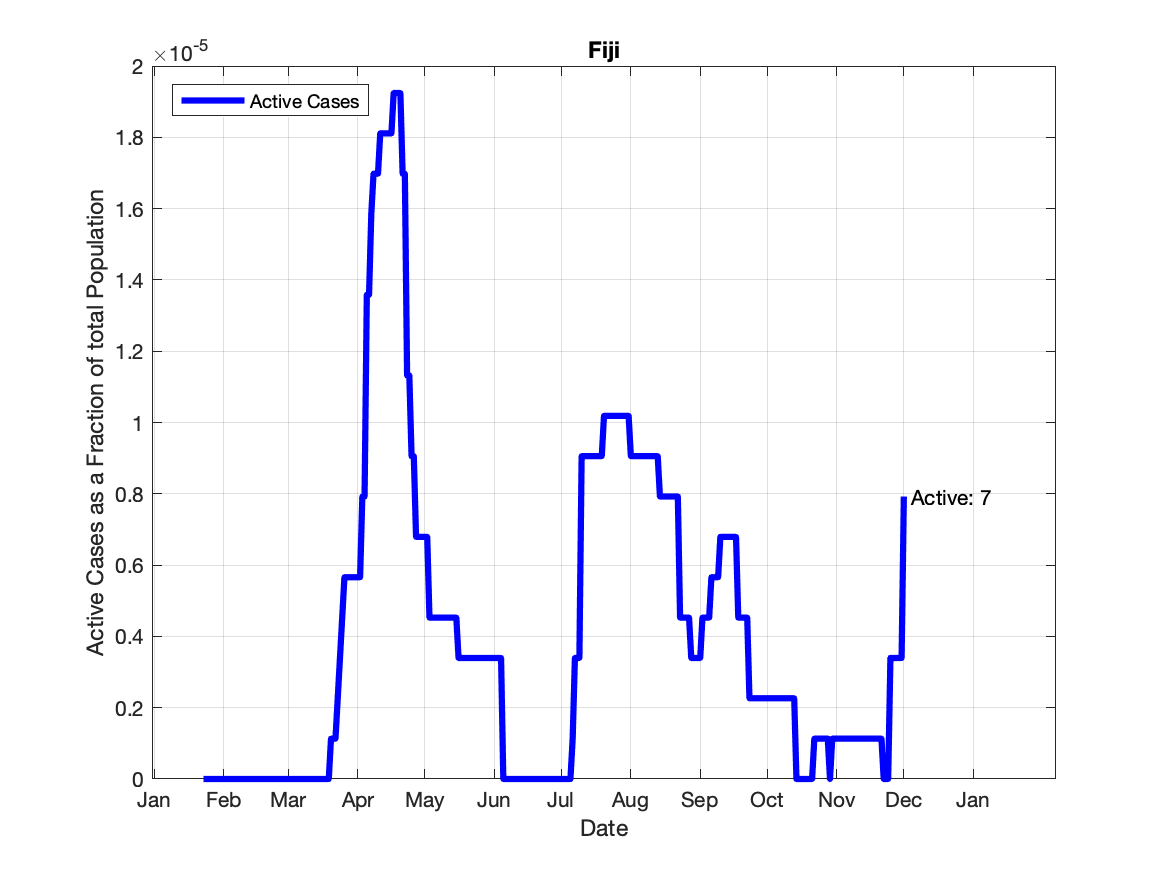 Fiji
×10-5
Active Cases
Active Cases as a Fraction of total Population
2
1.8
1.6
1.4
1.2
1
0.8
0.6
0.4
0.2
0
Active: 7
Jan Feb Mar Apr May Jun Jul Aug Sep Oct Nov Dec Jan
Date